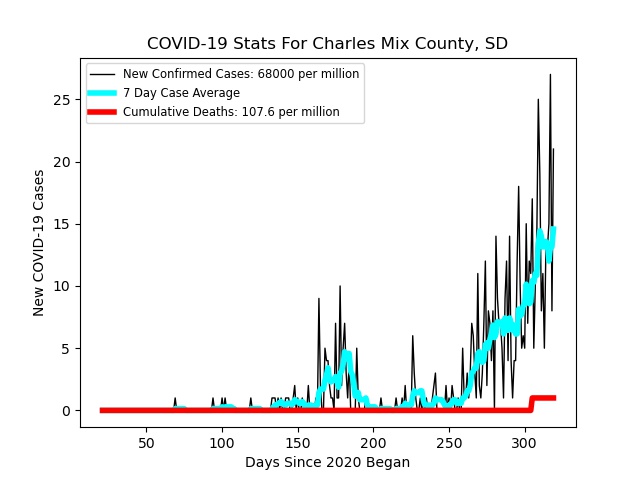 COVID-19 Stats For Charles Mix County, SD
New Confirmed Cases: 68000 per million
7 Day Case Average
Cumulative Deaths: 107.6 per million
New COVID-19 Cases
25
20
15
10
5
0
50 100 150 200 250 300
Days Since 2020 Began